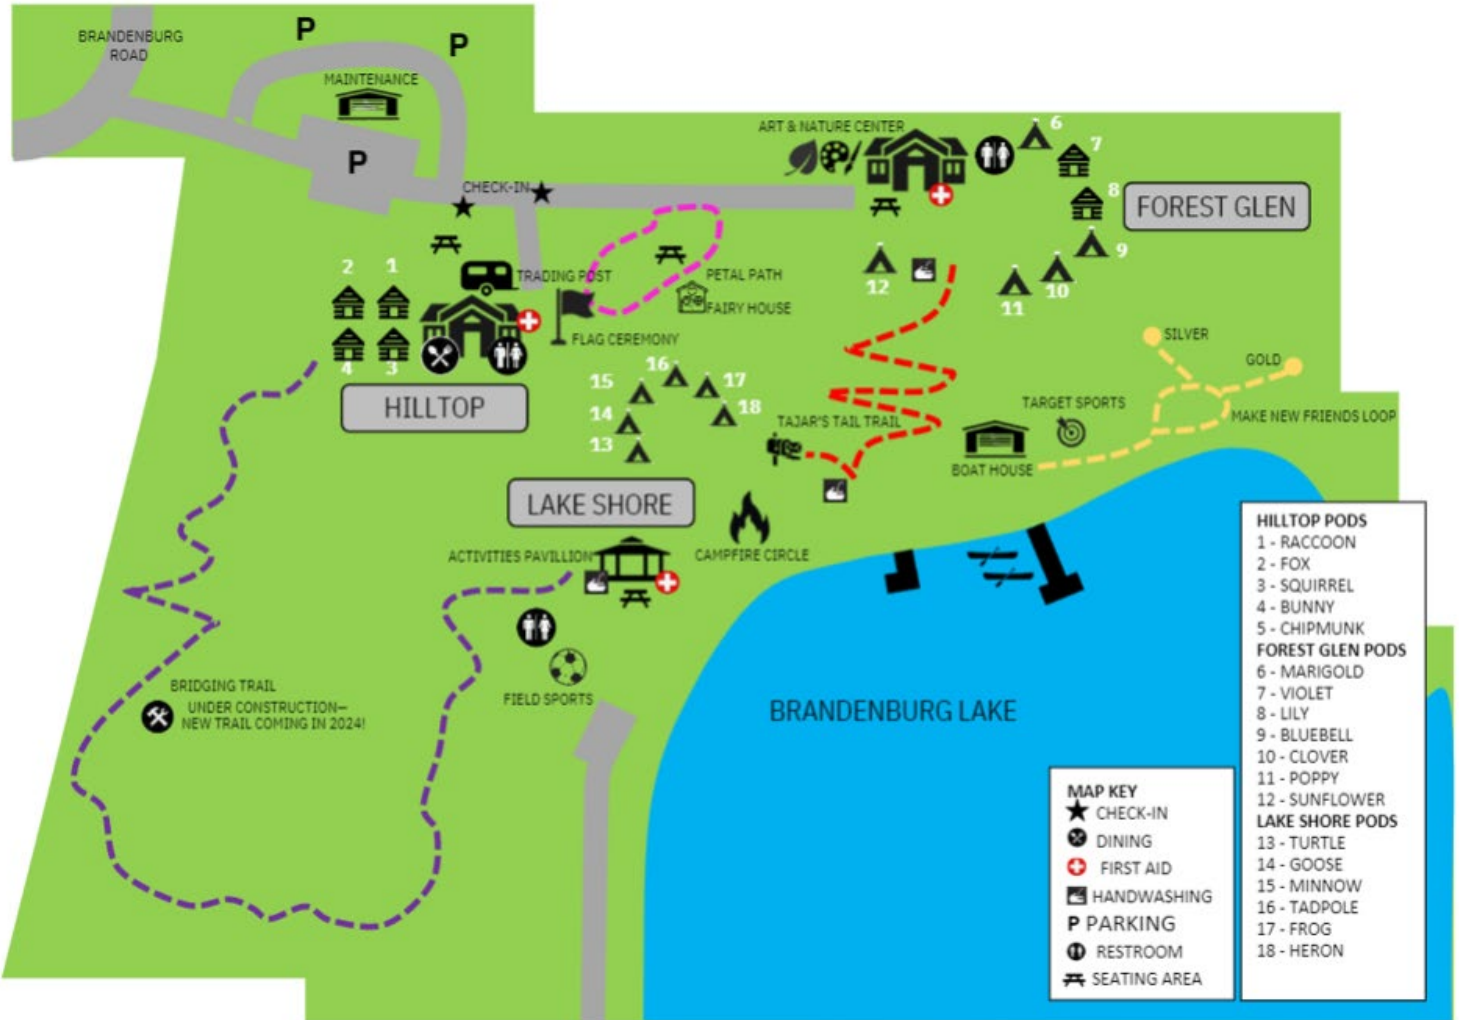 BRANDENBURG
ROAD
P
P
MAINTENANCE
P
CHECK-IN
ART & NATURE CENTER
6
7
8
FOREST GLEN
9
10
11
12
2
1
4
3
TRADING POST
PETAL PATH
FAIRY HOUSE
FLAG CEREMONY
HILLTOP
SILVER
GOLD
MAKE NEW FRIENDS LOOP
TARGET SPORTS
BOAT HOUSE
TAJAR'S TAIL TRAIL
16
15
17
14
18
13
LAKE SHORE
ACTIVITIES PAVILLION
CAMPFIRE CIRCLE
FIELD SPORTS
BRIDGING TRAIL
UNDER CONSTRUCTION—
NEW TRAIL COMING IN 2024!
BRANDENBURG LAKE
MAP KEY
CHECK-IN
DINING
FIRST AID
HANDWASHING
P PARKING
RESTROOM
SEATING AREA
HILLTOP PODS
1 - RACCOON
2 - FOX
3 - SQUIRREL
4 - BUNNY
5 - CHIPMUNK
FOREST GLEN PODS
6 - MARIGOLD
7 - VIOLET
8 - LILY
9 - BLUEBELL
10 - CLOVER
11 - POPPY
12 - SUNFLOWER
LAKE SHORE PODS
13 - TURTLE
14 - GOOSE
15 - MINNOW
16 - TADPOLE
17 - FROG
18 - HERON